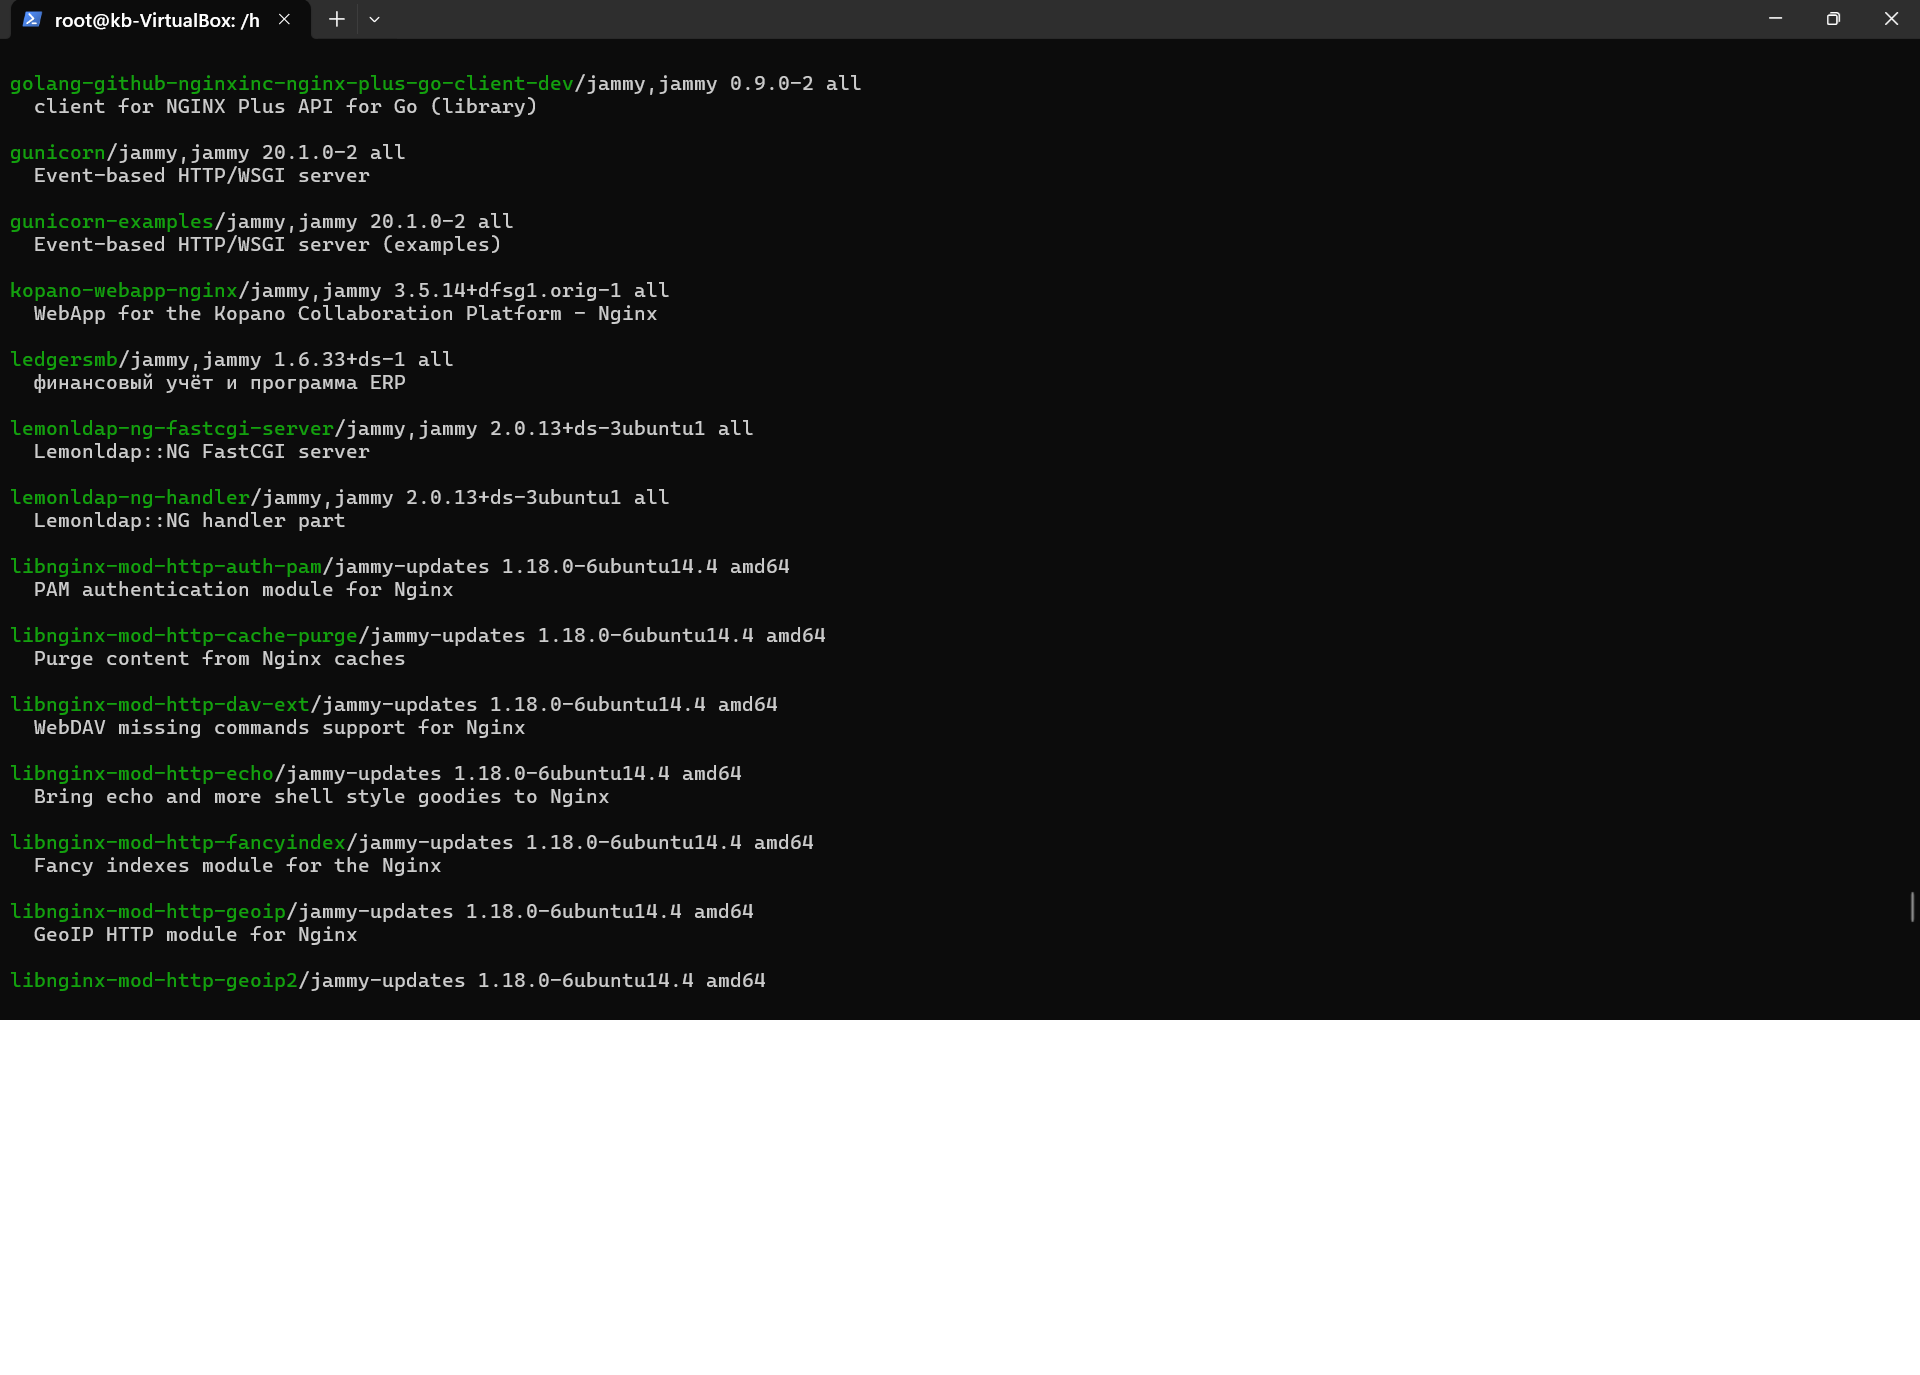 root@kb-VirtualBox: /h
golang-github-nginxinc-nginx-plus-go-client-dev/jammy,jammy 0.9.0-2 all
  client for NGINX Plus API for Go (library)
gunicorn/jammy,jammy 20.1.0-2 all
  Event-based HTTP/WSGI server
gunicorn-examples/jammy,jammy 20.1.0-2 all
  Event-based HTTP/WSGI server (examples)
kopano-webapp-nginx/jammy,jammy 3.5.14+dfsg1.orig-1 all
  WebApp for the Kopano Collaboration Platform - Nginx
ledgersmb/jammy,jammy 1.6.33+ds-1 all
  финансовый учёт и программа ERP
lemonldap-ng-fastcgi-server/jammy,jammy 2.0.13+ds-3ubuntu1 all
  Lemonldap::NG FastCGI server
lemonldap-ng-handler/jammy,jammy 2.0.13+ds-3ubuntu1 all
  Lemonldap::NG handler part
libnginx-mod-http-auth-pam/jammy-updates 1.18.0-6ubuntu14.4 amd64
  PAM authentication module for Nginx
libnginx-mod-http-cache-purge/jammy-updates 1.18.0-6ubuntu14.4 amd64
  Purge content from Nginx caches
libnginx-mod-http-dav-ext/jammy-updates 1.18.0-6ubuntu14.4 amd64
  WebDAV missing commands support for Nginx
libnginx-mod-http-echo/jammy-updates 1.18.0-6ubuntu14.4 amd64
  Bring echo and more shell style goodies to Nginx
libnginx-mod-http-fancyindex/jammy-updates 1.18.0-6ubuntu14.4 amd64
  Fancy indexes module for the Nginx
libnginx-mod-http-geoip/jammy-updates 1.18.0-6ubuntu14.4 amd64
  GeoIP HTTP module for Nginx
libnginx-mod-http-geoip2/jammy-updates 1.18.0-6ubuntu14.4 amd64